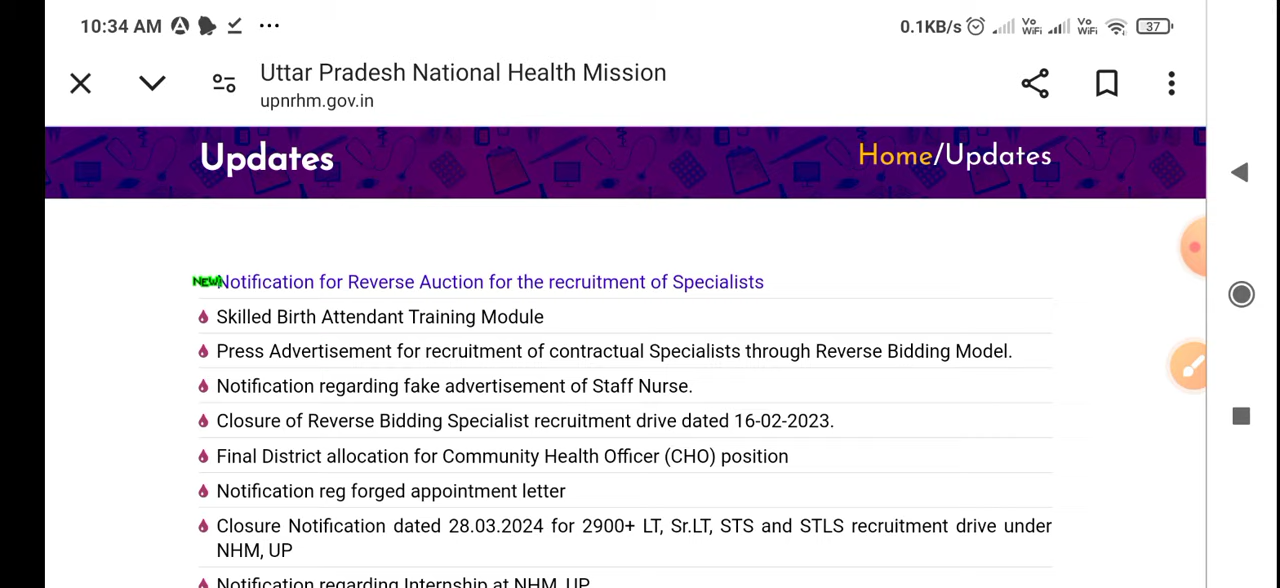 10:34 AM ... 0.1KB/s Vo WiFi Vo WiFi 37
Uttar Pradesh National Health Mission
upnrhm.gov.in
Updates Home/Updates
NEW Notification for Reverse Auction for the recruitment of Specialists
Skilled Birth Attendant Training Module
Press Advertisement for recruitment of contractual Specialists through Reverse Bidding Model.
Notification regarding fake advertisement of Staff Nurse.
Closure of Reverse Bidding Specialist recruitment drive dated 16-02-2023.
Final District allocation for Community Health Officer (CHO) position
Notification reg forged appointment letter
Closure Notification dated 28.03.2024 for 2900+ LT, Sr.LT, STS and STLS recruitment drive under
NHM, UP
Notification regarding Internship at NHM, UP